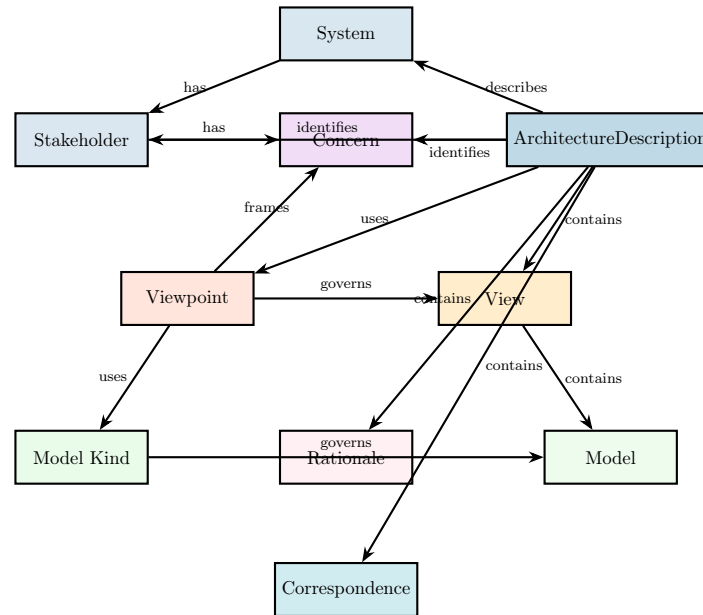 System
has
describes
Stakeholder
has
identifies
Concern
identifies
ArchitectureDescription
frames
uses
contains
Viewpoint
governs
contains
View
uses
contains
contains
Model Kind
governs
Rationale
Model
Correspondence